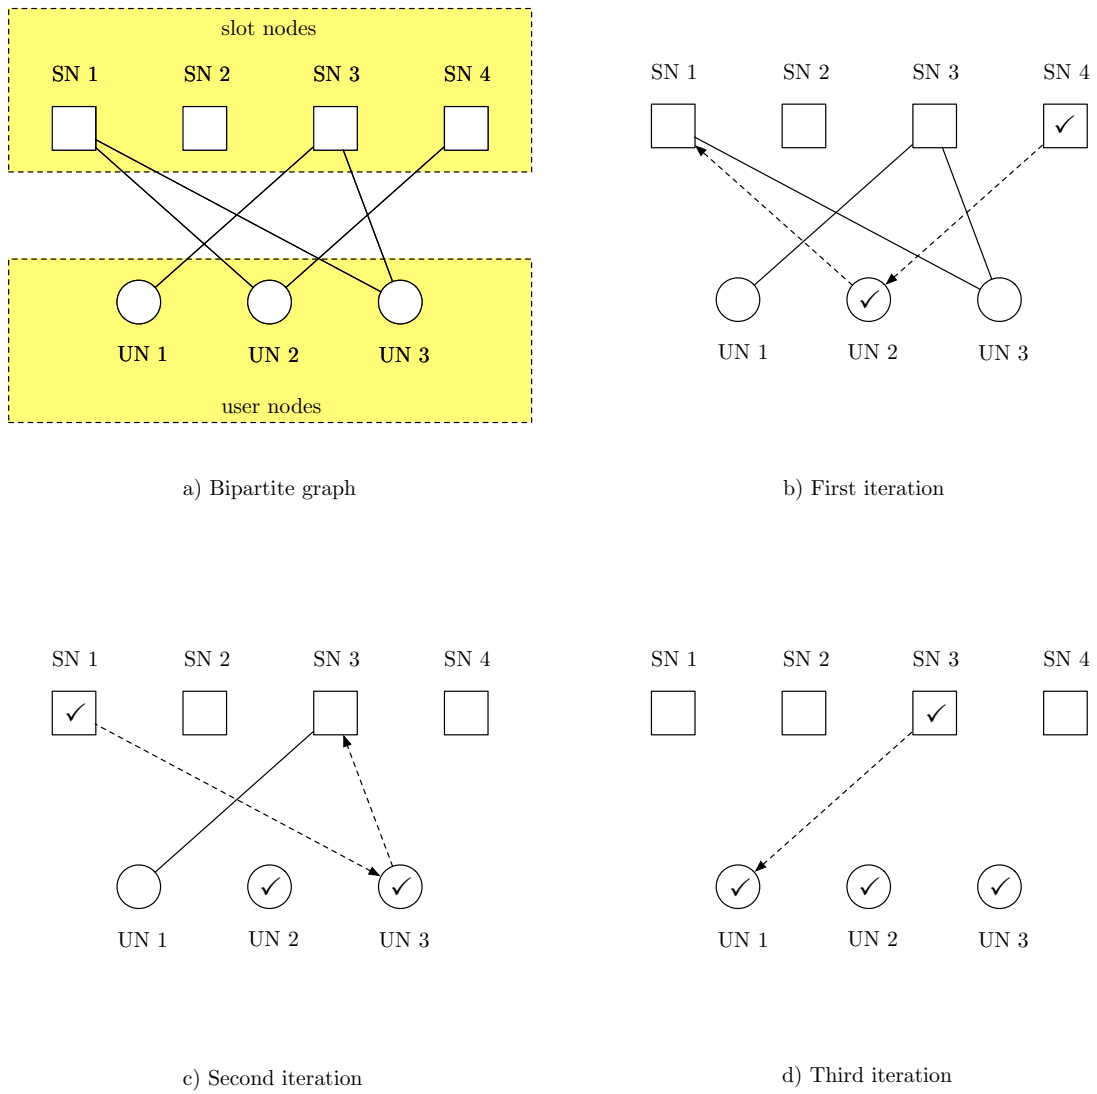 slot nodes
SN 1 SN 2 SN 3 SN 4
UN 1 UN 2 UN 3
user nodes
a) Bipartite graph
SN 1 SN 2 SN 3 SN 4
✓
✓
UN 1 UN 2 UN 3
b) First iteration
SN 1 SN 2 SN 3 SN 4
✓
✓ ✓
UN 1 UN 2 UN 3
c) Second iteration
SN 1 SN 2 SN 3 SN 4
✓
✓ ✓ ✓
UN 1 UN 2 UN 3
d) Third iteration